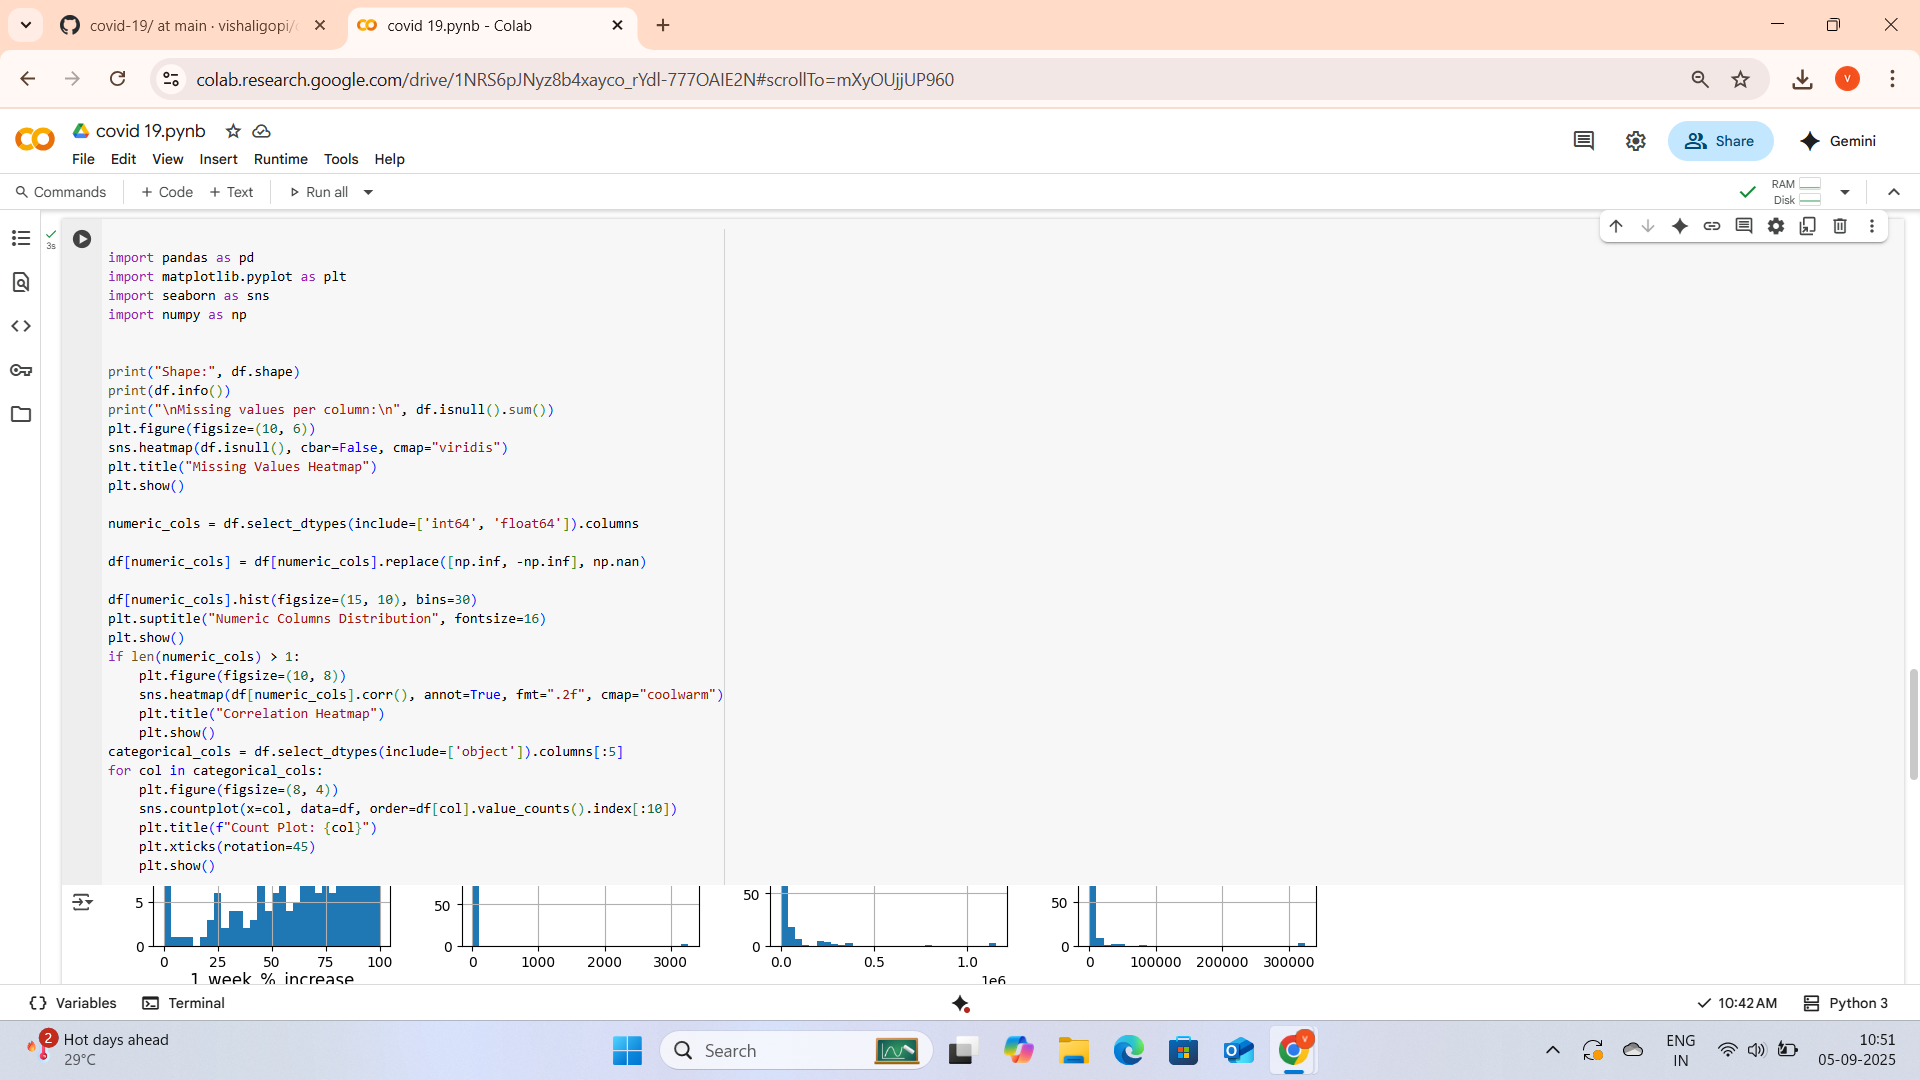 covid-19/ at main · vishaligopi/
covid 19.pynb - Colab
colab.research.google.com/drive/1NRS6pJNyz8b4xayco_rYdl-777OAIE2N#scrollTo=mXyOUjjUP960
V
covid 19.pynb
File Edit View Insert Runtime Tools Help
Share
Gemini
Commands + Code + Text Run all
RAM
Disk
3s
import pandas as pd
import matplotlib.pyplot as plt
import seaborn as sns
import numpy as np
print("Shape:", df.shape)
print(df.info())
print("\nMissing values per column:\n", df.isnull().sum())
plt.figure(figsize=(10, 6))
sns.heatmap(df.isnull(), cbar=False, cmap="viridis")
plt.title("Missing Values Heatmap")
plt.show()
numeric_cols = df.select_dtypes(include=['int64', 'float64']).columns
df[numeric_cols] = df[numeric_cols].replace([np.inf, -np.inf], np.nan)
df[numeric_cols].hist(figsize=(15, 10), bins=30)
plt.suptitle("Numeric Columns Distribution", fontsize=16)
plt.show()
if len(numeric_cols) > 1:
    plt.figure(figsize=(10, 8))
    sns.heatmap(df[numeric_cols].corr(), annot=True, fmt=".2f", cmap="coolwarm")
    plt.title("Correlation Heatmap")
    plt.show()
categorical_cols = df.select_dtypes(include=['object']).columns[:5]
for col in categorical_cols:
    plt.figure(figsize=(8, 4))
    sns.countplot(x=col, data=df, order=df[col].value_counts().index[:10])
    plt.title(f"Count Plot: {col}")
    plt.xticks(rotation=45)
    plt.show()
5 50 50 50
0 0 0 0
0 25 50 75 100 0 1000 2000 3000 0.0 0.5 1.0 0 100000 200000 300000
1 week % increase 1e6
Variables Terminal 10:42 AM Python 3
2
Hot days ahead
29°C
Search
V
ENG
IN
10:51
05-09-2025